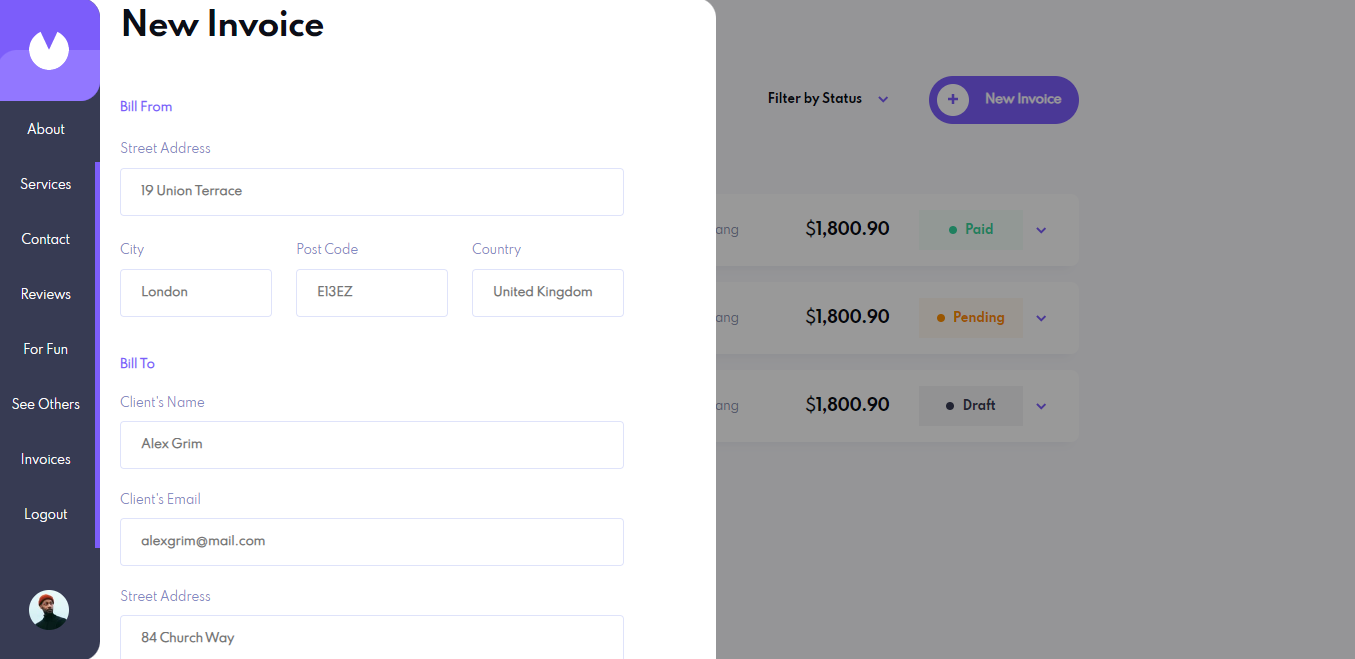 New Invoice
Bill From
Street Address
19 Union Terrace
City
Post Code
Country
London
E13EZ
United Kingdom
Bill To
Client's Name
Alex Grim
Client's Email
alexgrim@mail.com
Street Address
84 Church Way
About
Services
Contact
Reviews
For Fun
See Others
Invoices
Logout
Filter by Status
+ New Invoice
ang $1,800.90 Paid
ang $1,800.90 Pending
ang $1,800.90 Draft